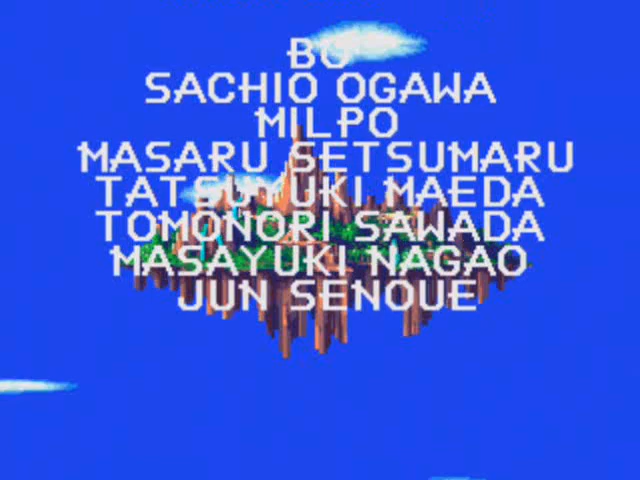 BO
SACHIO OGAWA
MILPO
MASARU SETSUMARU
TATSUYUKI MAEDA
TOMONORI SAWADA
MASAYUKI NAGAO
JUN SENOUE